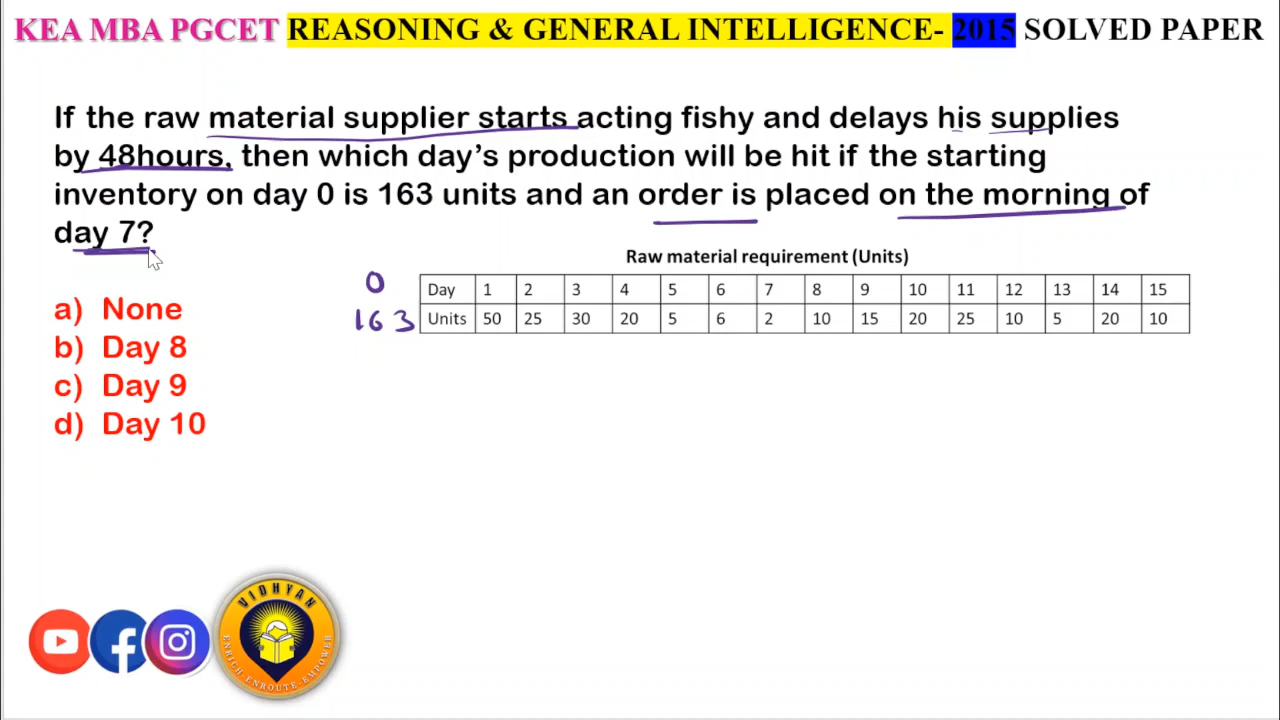 KEA MBA PGCET REASONING & GENERAL INTELLIGENCE- 2015 SOLVED PAPER
If the raw material supplier starts acting fishy and delays his supplies
by 48hours, then which day's production will be hit if the starting
inventory on day 0 is 163 units and an order is placed on the morning of
day 7?
Raw material requirement (Units)
0 Day 1 2 3 4 5 6 7 8 9 10 11 12 13 14 15
163 Units 50 25 30 20 5 6 2 10 15 20 25 10 5 20 10
a) None
b) Day 8
c) Day 9
d) Day 10
VIDHYAN
ENRICH-ENROUTE-EMPOWER